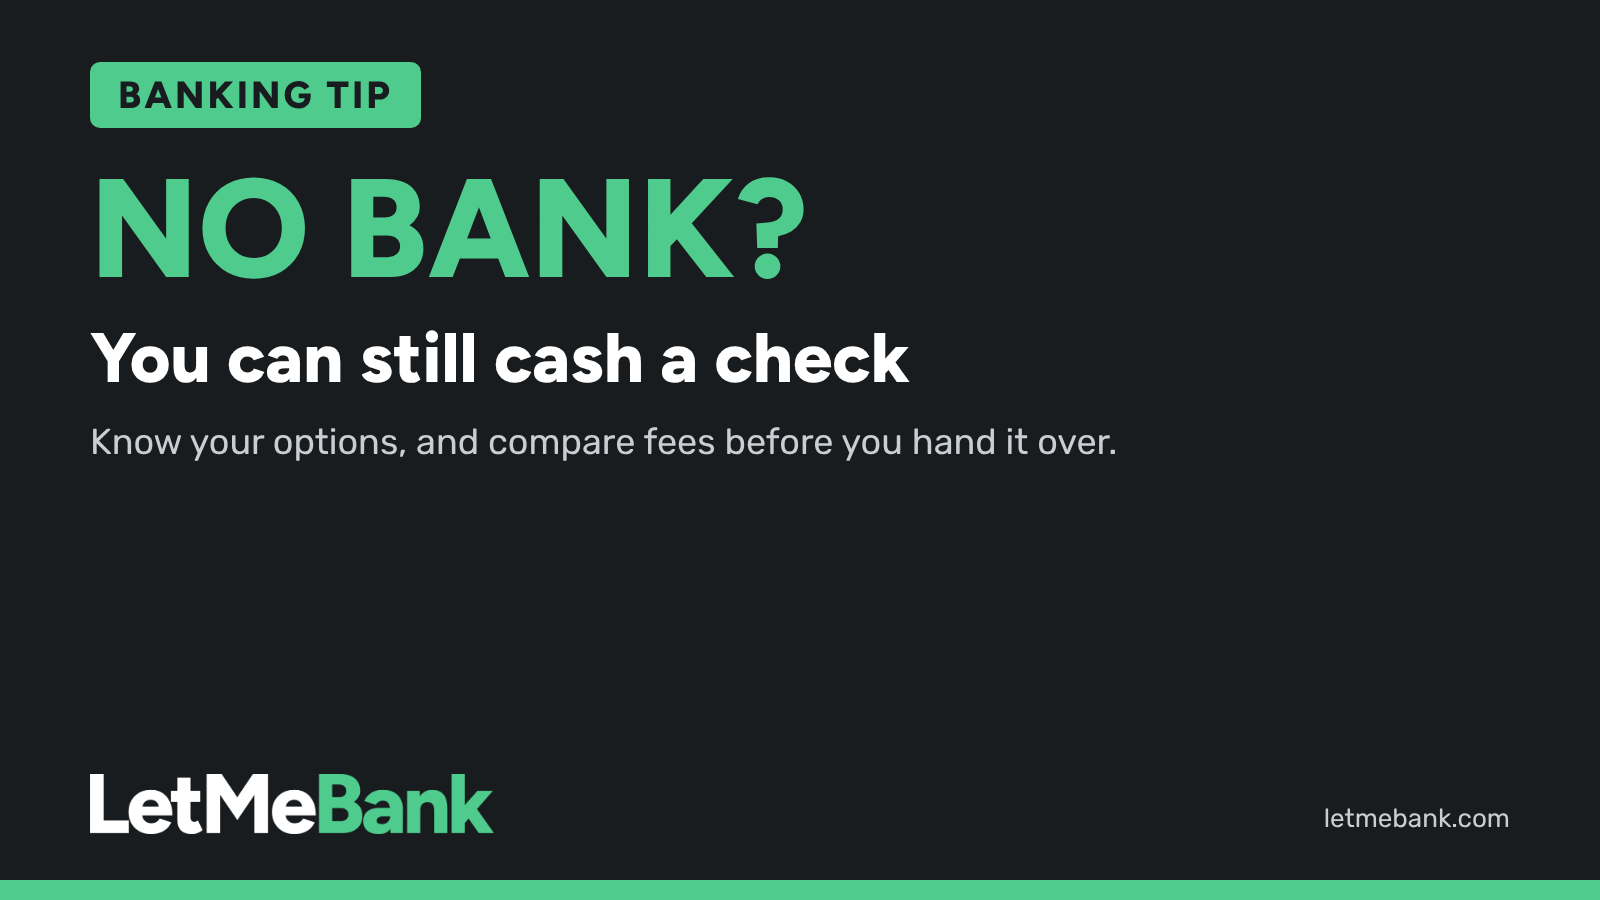 BANKING TIP
NO BANK?
You can still cash a check
Know your options, and compare fees before you hand it over.
LetMeBank
letmebank.com